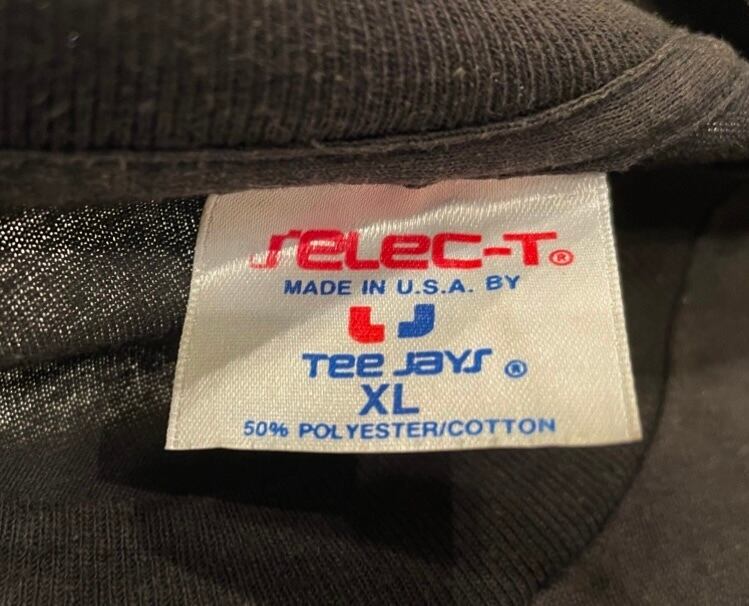 SELEC-T®
MADE IN U.S.A. BY
TEE JAYS ®
XL
50% POLYESTER/COTTON